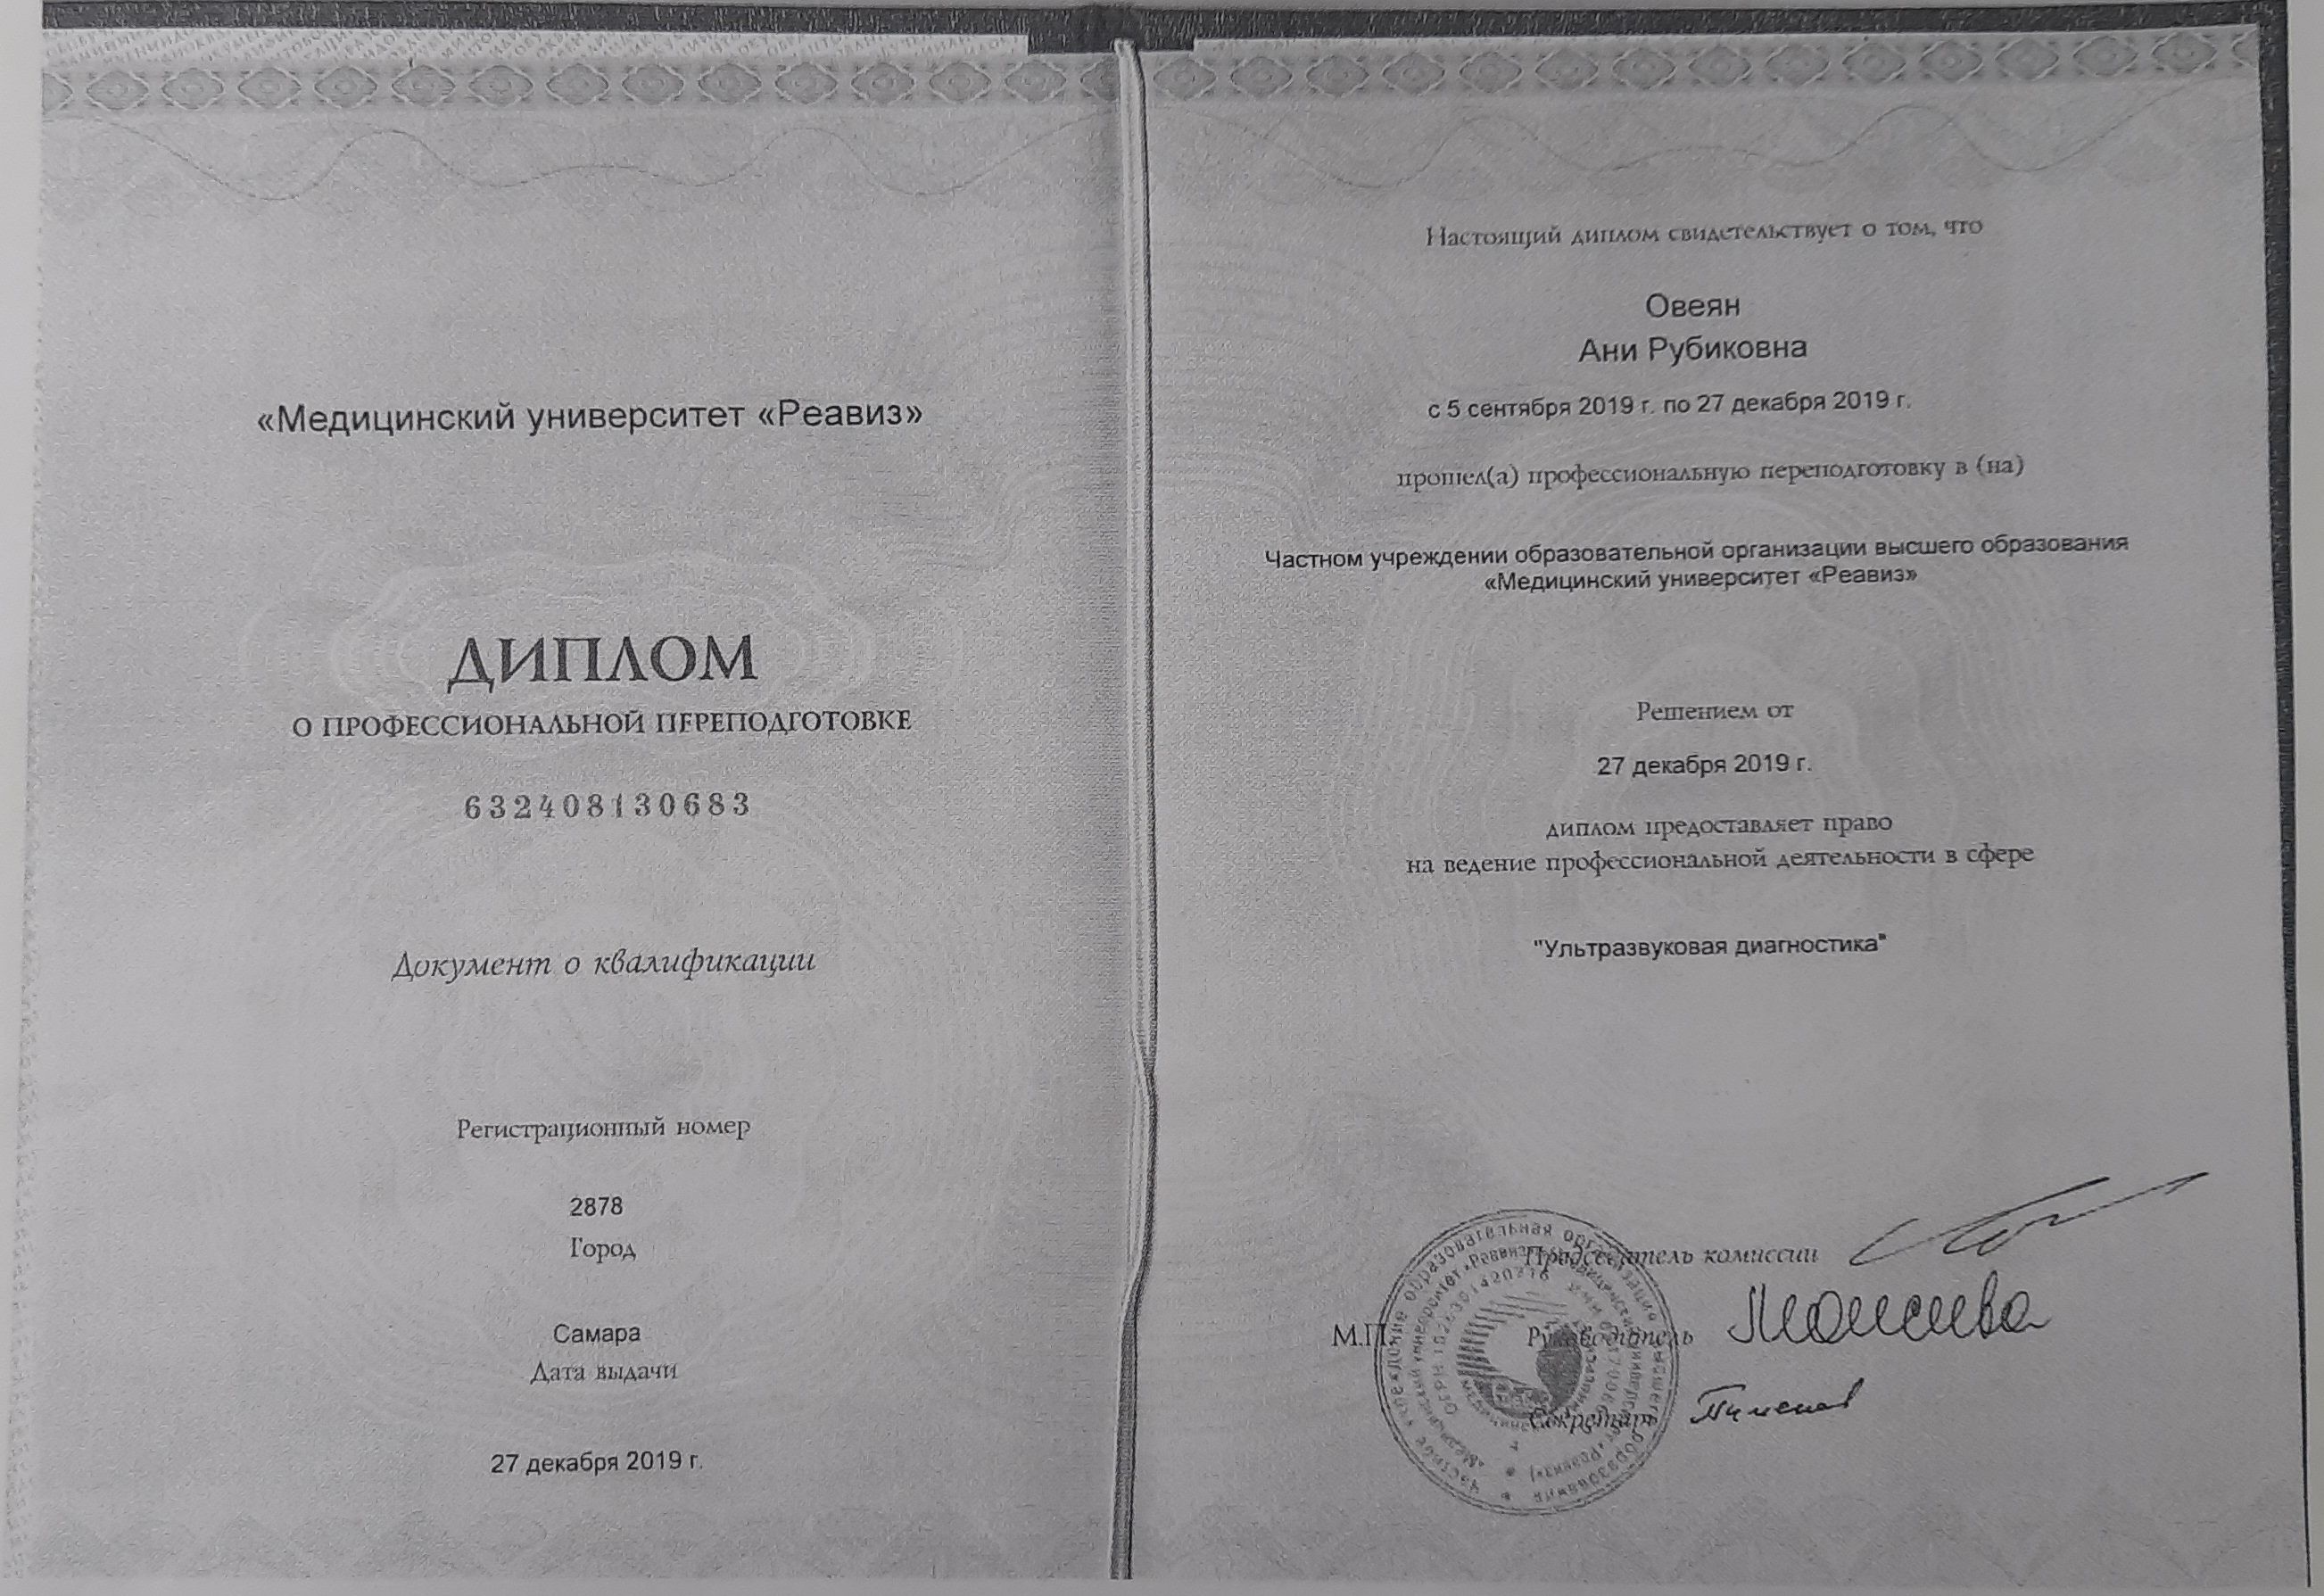 «Медицинский университет «Реавиз»
ДИПЛОМ
О ПРОФЕССИОНАЛЬНОЙ ПЕРЕПОДГОТОВКЕ
632408130683
Документ о квалификации
Регистрационный номер
2878
Город
Самара
Дата выдачи
27 декабря 2019 г.
Настоящий диплом свидетельствует о том, что
Овеян
Ани Рубиковна
с 5 сентября 2019 г. по 27 декабря 2019 г.
прошел(а) профессиональную переподготовку в (на)
Частном учреждении образовательной организации высшего образования
«Медицинский университет «Реавиз»
Решением от
27 декабря 2019 г.
диплом предоставляет право
на ведение профессиональной деятельности в сфере
"Ультразвуковая диагностика"
Председатель комиссии
М.П.
Руководитель
Секретарь